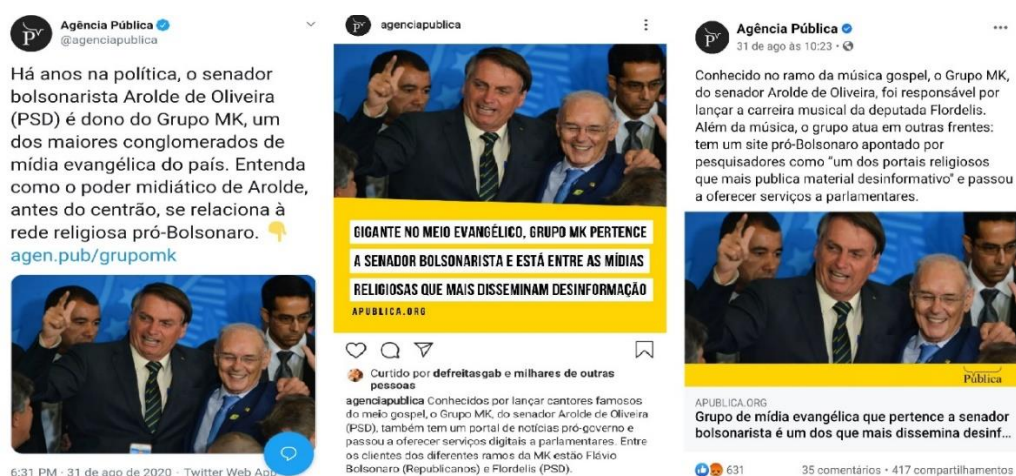 Agência Pública
@agenciapublica
Há anos na política, o senador
bolsonarista Arolde de Oliveira
(PSD) é dono do Grupo MK, um
dos maiores conglomerados de
mídia evangélica do país. Entenda
como o poder midiático de Arolde,
antes do centrão, se relaciona à
rede religiosa pró-Bolsonaro. 👇
agen.pub/grupomk
6:31 PM · 31 de ago de 2020 · Twitter Web App
agenciapublica
GIGANTE NO MEIO EVANGÉLICO, GRUPO MK PERTENCE
A SENADOR BOLSONARISTA E ESTÁ ENTRE AS MÍDIAS
RELIGIOSAS QUE MAIS DISSEMINAM DESINFORMAÇÃO
APUBLICA.ORG
Curtido por defreitasgab e milhares de outras
pessoas
agenciapublica Conhecidos por lançar cantores famosos
do meio gospel, o Grupo MK, do senador Arolde de Oliveira
(PSD), também tem um portal de notícias pró-governo e
passou a oferecer serviços digitais a parlamentares. Entre
os clientes dos diferentes ramos da MK estão Flávio
Bolsonaro (Republicanos) e Flordelis (PSD).
Agência Pública
31 de ago às 10:23 ·
Conhecido no ramo da música gospel, o Grupo MK,
do senador Arolde de Oliveira, foi responsável por
lançar a carreira musical da deputada Flordelis.
Além da música, o grupo atua em outras frentes:
tem um site pró-Bolsonaro apontado por
pesquisadores como "um dos portais religiosos
que mais publica material desinformativo" e passou
a oferecer serviços a parlamentares.
Pública
APUBLICA.ORG
Grupo de mídia evangélica que pertence a senador
bolsonarista é um dos que mais dissemina desinf...
631
35 comentários · 417 compartilhamentos